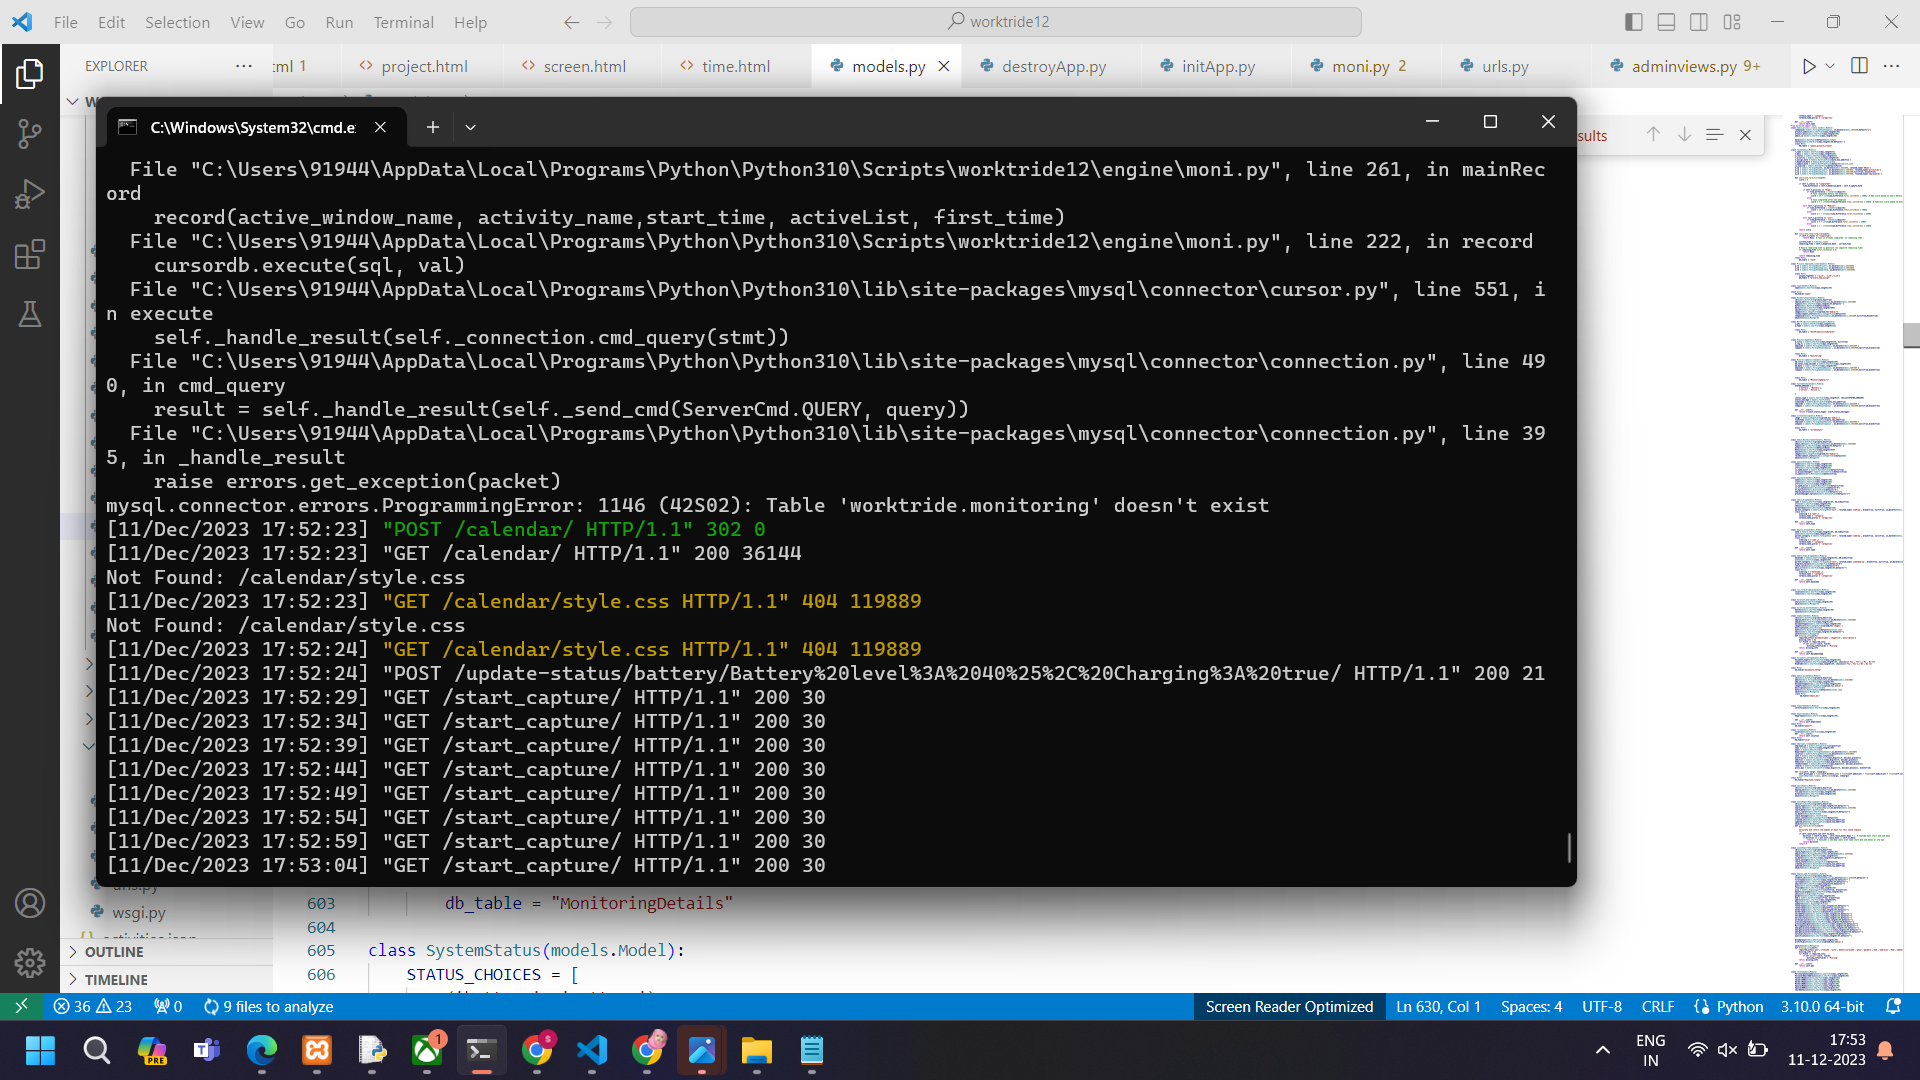 File Edit Selection View Go Run Terminal Help
worktride12
EXPLORER
tml 1
project.html
screen.html
time.html
models.py
destroyApp.py
initApp.py
moni.py 2
urls.py
adminviews.py 9+
C:\Windows\System32\cmd.e
sults
File "C:\Users\91944\AppData\Local\Programs\Python\Python310\Scripts\worktride12\engine\moni.py", line 261, in mainRec
ord
record(active_window_name, activity_name,start_time, activeList, first_time)
File "C:\Users\91944\AppData\Local\Programs\Python\Python310\Scripts\worktride12\engine\moni.py", line 222, in record
cursordb.execute(sql, val)
File "C:\Users\91944\AppData\Local\Programs\Python\Python310\lib\site-packages\mysql\connector\cursor.py", line 551, i
n execute
self._handle_result(self._connection.cmd_query(stmt))
File "C:\Users\91944\AppData\Local\Programs\Python\Python310\lib\site-packages\mysql\connector\connection.py", line 49
0, in cmd_query
result = self._handle_result(self._send_cmd(ServerCmd.QUERY, query))
File "C:\Users\91944\AppData\Local\Programs\Python\Python310\lib\site-packages\mysql\connector\connection.py", line 39
5, in _handle_result
raise errors.get_exception(packet)
mysql.connector.errors.ProgrammingError: 1146 (42S02): Table 'worktride.monitoring' doesn't exist
[11/Dec/2023 17:52:23] "POST /calendar/ HTTP/1.1" 302 0
[11/Dec/2023 17:52:23] "GET /calendar/ HTTP/1.1" 200 36144
Not Found: /calendar/style.css
[11/Dec/2023 17:52:23] "GET /calendar/style.css HTTP/1.1" 404 119889
Not Found: /calendar/style.css
[11/Dec/2023 17:52:24] "GET /calendar/style.css HTTP/1.1" 404 119889
[11/Dec/2023 17:52:24] "POST /update-status/battery/Battery%20level%3A%2040%25%2C%20Charging%3A%20true/ HTTP/1.1" 200 21
[11/Dec/2023 17:52:29] "GET /start_capture/ HTTP/1.1" 200 30
[11/Dec/2023 17:52:34] "GET /start_capture/ HTTP/1.1" 200 30
[11/Dec/2023 17:52:39] "GET /start_capture/ HTTP/1.1" 200 30
[11/Dec/2023 17:52:44] "GET /start_capture/ HTTP/1.1" 200 30
[11/Dec/2023 17:52:49] "GET /start_capture/ HTTP/1.1" 200 30
[11/Dec/2023 17:52:54] "GET /start_capture/ HTTP/1.1" 200 30
[11/Dec/2023 17:52:59] "GET /start_capture/ HTTP/1.1" 200 30
[11/Dec/2023 17:53:04] "GET /start_capture/ HTTP/1.1" 200 30
wsgi.py
OUTLINE
TIMELINE
603 db_table = "MonitoringDetails"
604
605 class SystemStatus(models.Model):
606 STATUS_CHOICES = [
36 23 0 9 files to analyze
Screen Reader Optimized Ln 630, Col 1 Spaces: 4 UTF-8 CRLF Python 3.10.0 64-bit
PRE
1
S
ENG
IN
17:53
11-12-2023